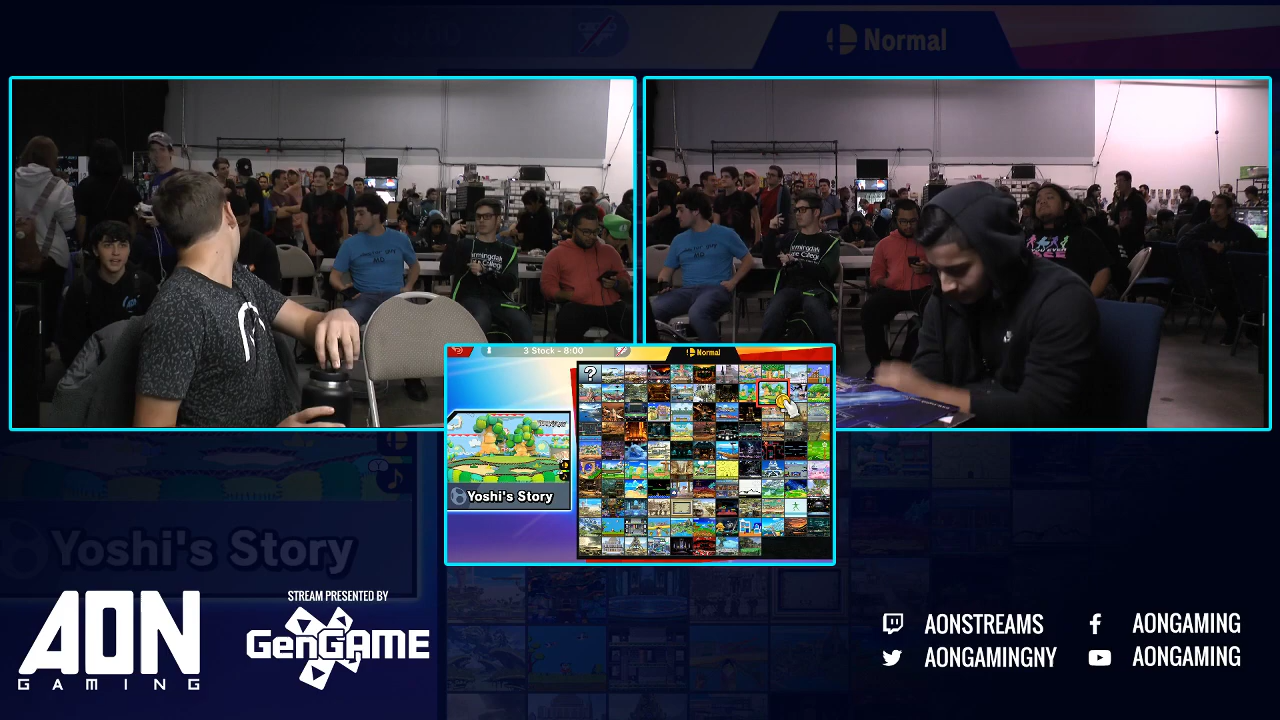 Normal
3 Stock - 8:00
Normal
Yoshi's Story
Yoshi's Story
AON
GAMING
STREAM PRESENTED BY
GenGAME
AONSTREAMS
AONGAMING
AONGAMINGNY
AONGAMING